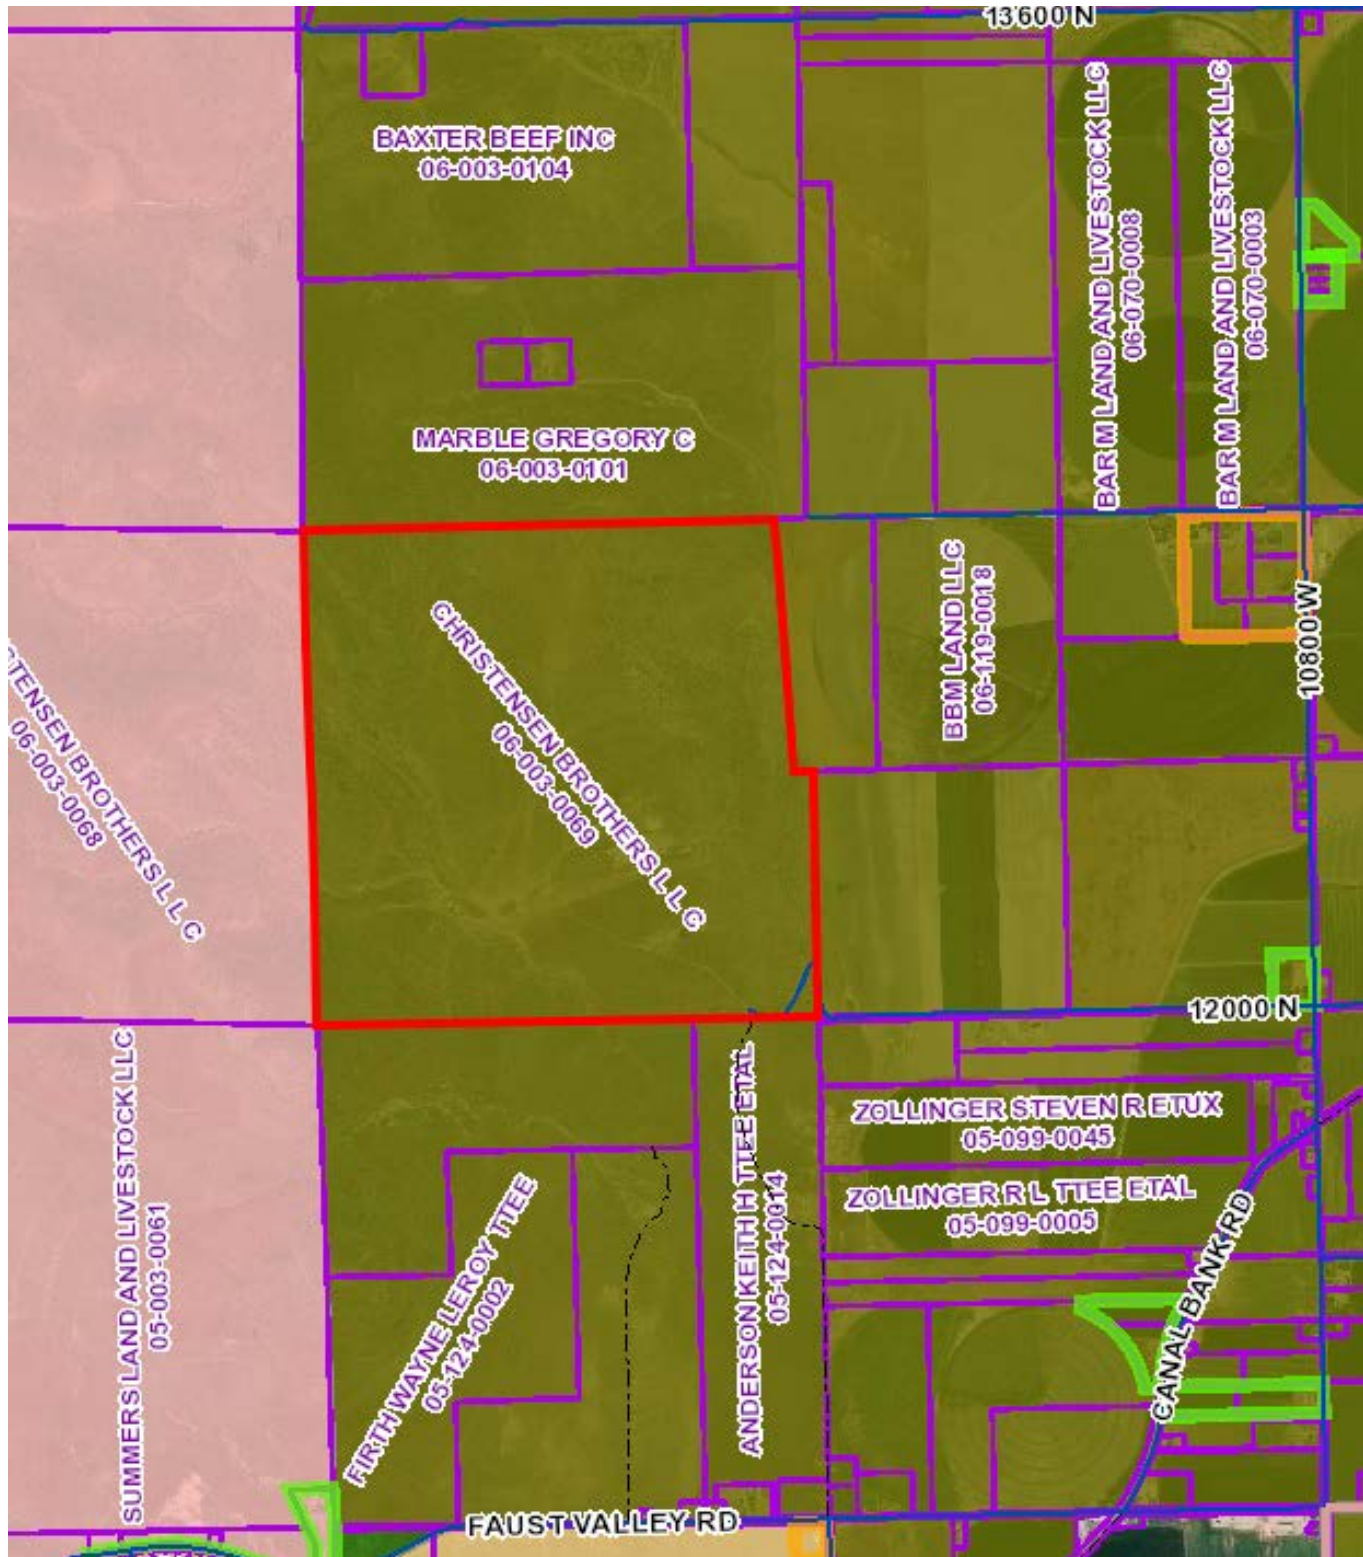 13600 N
BAXTER BEEF INC
06-003-0104
BAR M LAND AND LIVESTOCK LLC
06-070-0008
BAR M LAND AND LIVESTOCK LLC
06-070-0003
MARBLE GREGORY C
06-003-0101
CHRISTENSEN BROTHERS L L C
06-003-0069
BBM LAND LLC
06-119-0018
10800 W
TENSEN BROTHERS L L C
06-003-0068
12000 N
SUMMERS LAND AND LIVESTOCK LLC
05-003-0061
FIRTH WAYNE LEROY TTEE
05-124-0002
ANDERSON KEITH H TTEE ETAL
05-124-0014
ZOLLINGER STEVEN R ETUX
05-099-0045
ZOLLINGER R L TTEE ETAL
05-099-0005
CANAL BANK RD
FAUST VALLEY RD